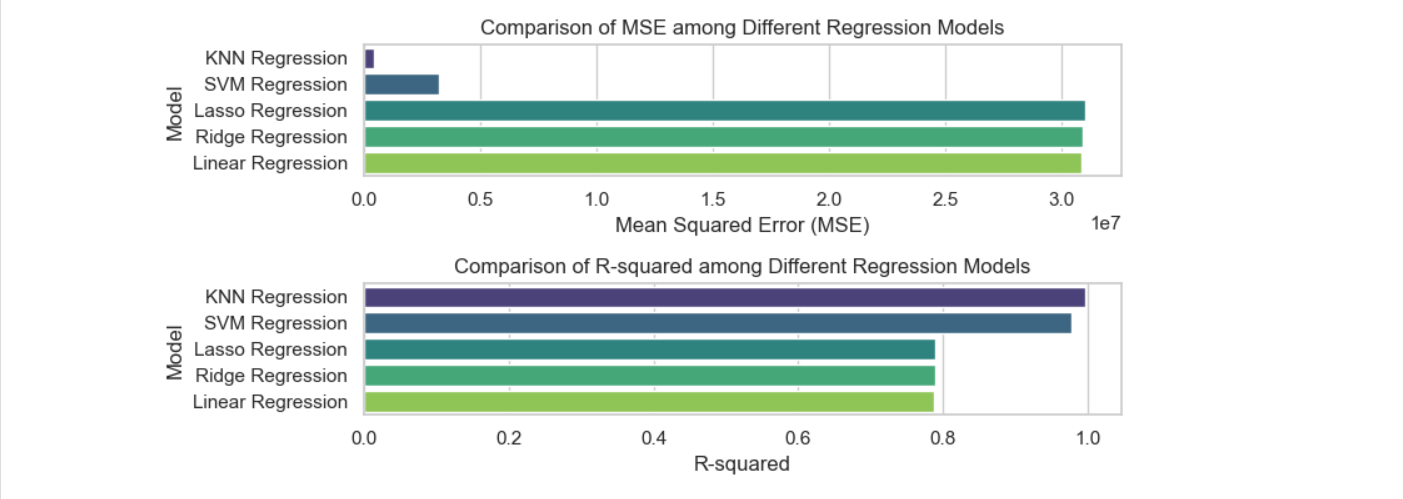 Comparison of MSE among Different Regression Models
KNN Regression
SVM Regression
Lasso Regression
Ridge Regression
Linear Regression
Model
0.0 0.5 1.0 1.5 2.0 2.5 3.0
1e7
Mean Squared Error (MSE)
Comparison of R-squared among Different Regression Models
KNN Regression
SVM Regression
Lasso Regression
Ridge Regression
Linear Regression
Model
0.0 0.2 0.4 0.6 0.8 1.0
R-squared